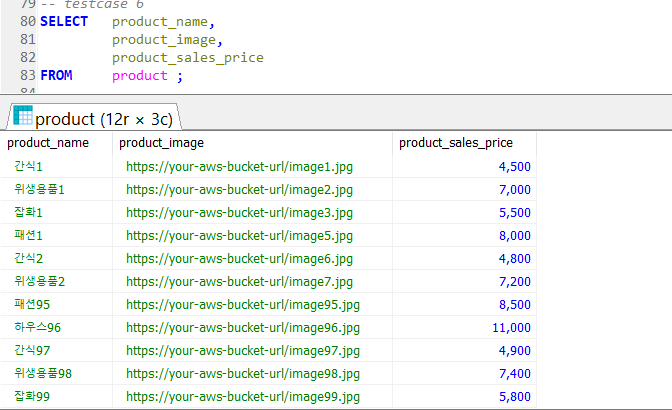 79 -- testcase 6
80 SELECT product_name,
81 product_image,
82 product_sales_price
83 FROM product ;
84
product (12r × 3c)
product_name product_image product_sales_price
간식1 https://your-aws-bucket-url/image1.jpg 4,500
위생용품1 https://your-aws-bucket-url/image2.jpg 7,000
잡화1 https://your-aws-bucket-url/image3.jpg 5,500
패션1 https://your-aws-bucket-url/image5.jpg 8,000
간식2 https://your-aws-bucket-url/image6.jpg 4,800
위생용품2 https://your-aws-bucket-url/image7.jpg 7,200
패션95 https://your-aws-bucket-url/image95.jpg 8,500
하우스96 https://your-aws-bucket-url/image96.jpg 11,000
간식97 https://your-aws-bucket-url/image97.jpg 4,900
위생용품98 https://your-aws-bucket-url/image98.jpg 7,400
잡화99 https://your-aws-bucket-url/image99.jpg 5,800